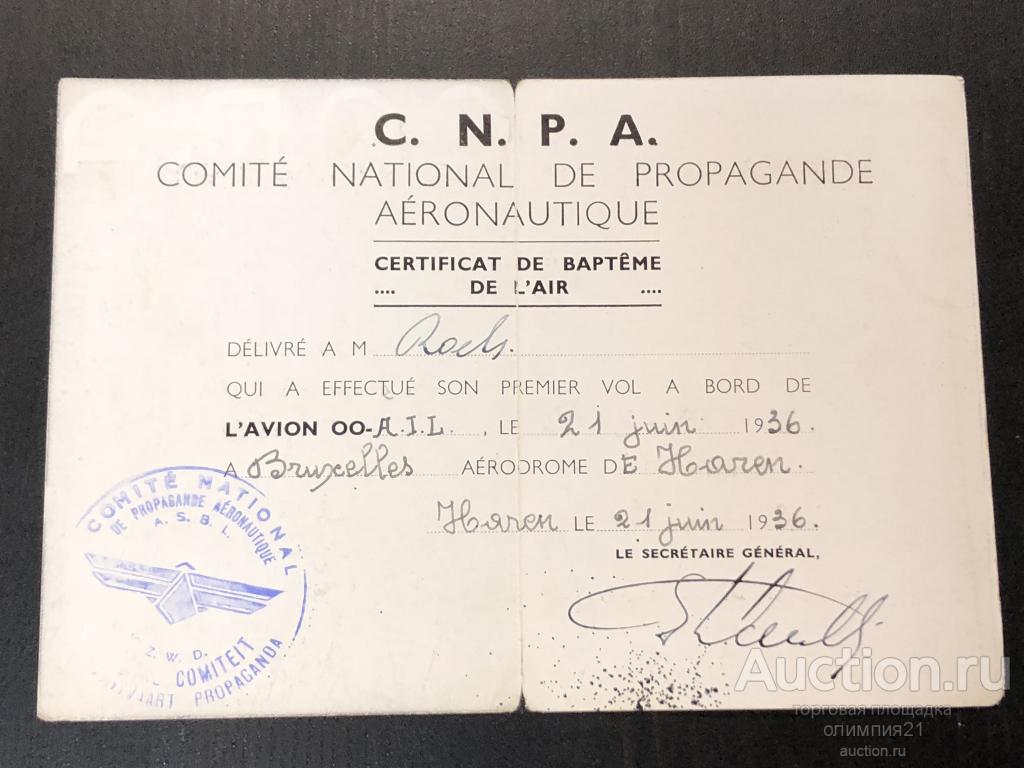 C. N. P. A.
COMITÉ NATIONAL DE PROPAGANDE
AÉRONAUTIQUE
CERTIFICAT DE BAPTÊME
.... DE L'AIR ....
DÉLIVRÉ A M
QUI A EFFECTUÉ SON PREMIER VOL A BORD DE
L'AVION OO-A.I.L. , LE 21 juin 1936.
A Bruxelles AÉRODROME DE Haren.
Haren LE 21 juin 1936.
LE SECRÉTAIRE GÉNÉRAL,
COMITÉ NATIONAL
DE PROPAGANDE AÉRONAUTIQUE
A. S. B. L.
Z. W. D.
COMITEIT
PROPAGANDA
Auction.ru
торговая площадка
олимпия21
auction.ru